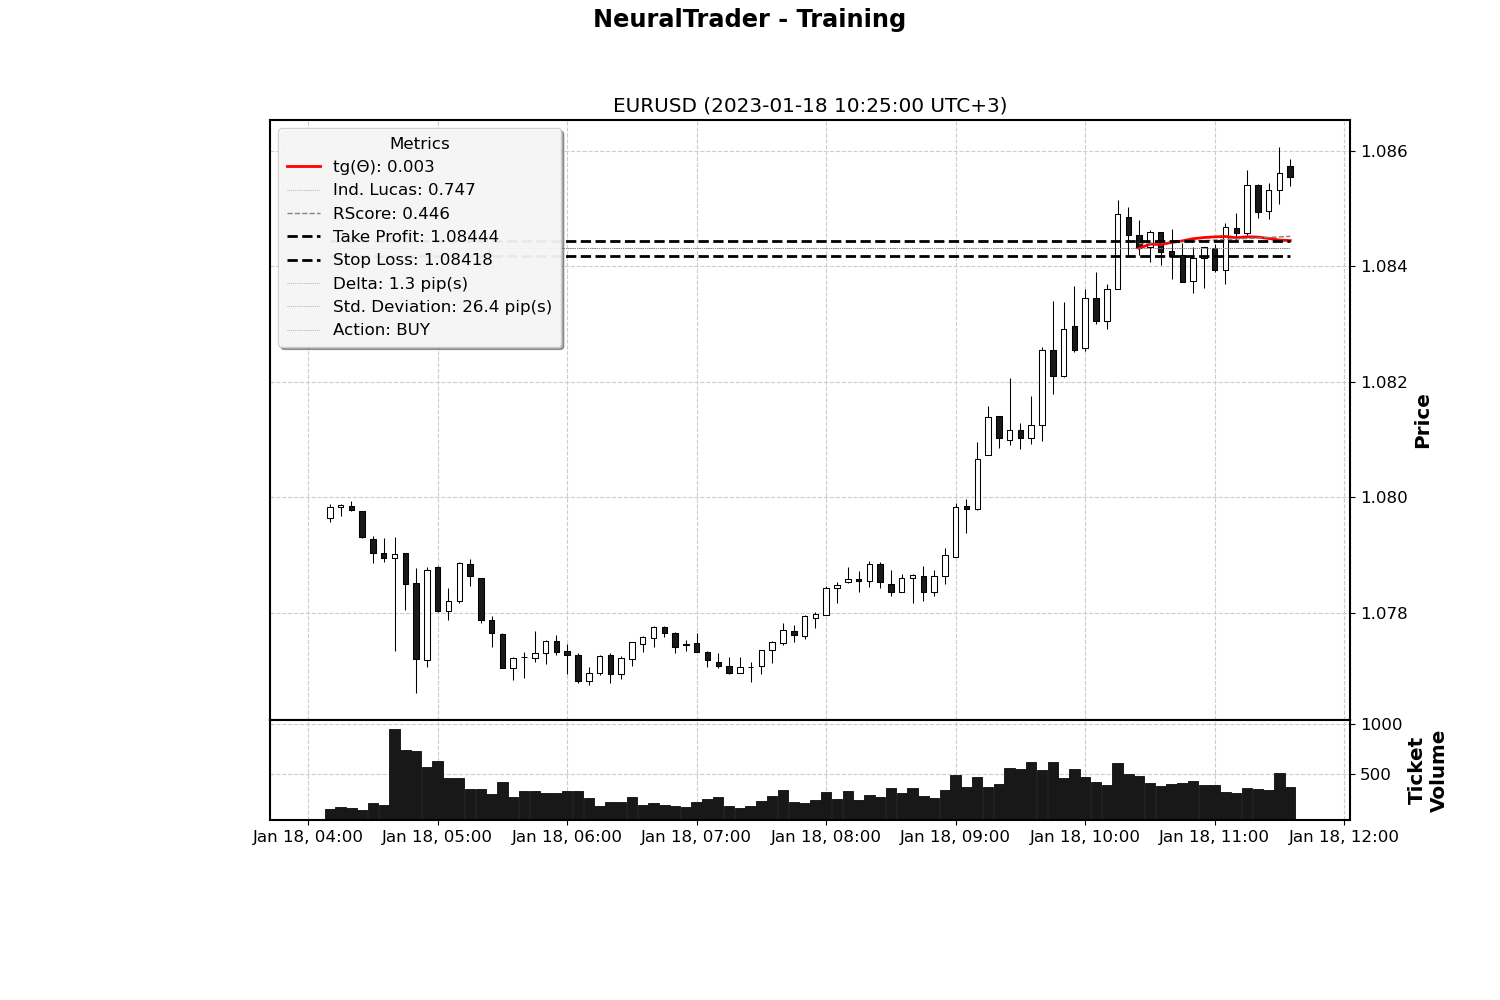 NeuralTrader - Training
EURUSD (2023-01-18 10:25:00 UTC+3)
Metrics
tg(Θ): 0.003
Ind. Lucas: 0.747
RScore: 0.446
Take Profit: 1.08444
Stop Loss: 1.08418
Delta: 1.3 pip(s)
Std. Deviation: 26.4 pip(s)
Action: BUY
1.086
1.084
1.082
1.080
1.078
Price
1000
500
Ticket
Volume
Jan 18, 04:00
Jan 18, 05:00
Jan 18, 06:00
Jan 18, 07:00
Jan 18, 08:00
Jan 18, 09:00
Jan 18, 10:00
Jan 18, 11:00
Jan 18, 12:00